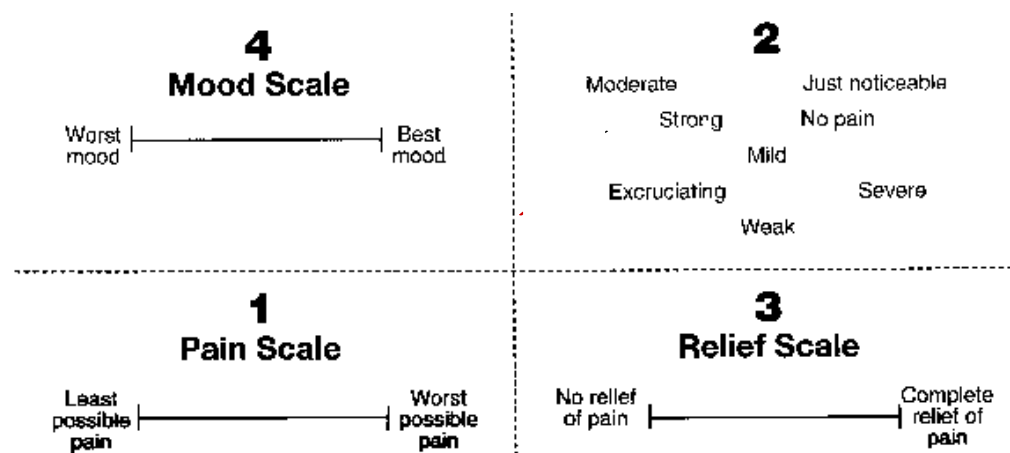 4
Mood Scale
Worst mood
Best mood
2
Moderate Just noticeable
Strong No pain
Mild
Excruciating Severe
Weak
1
Pain Scale
Least possible pain
Worst possible pain
3
Relief Scale
No relief of pain
Complete relief of pain